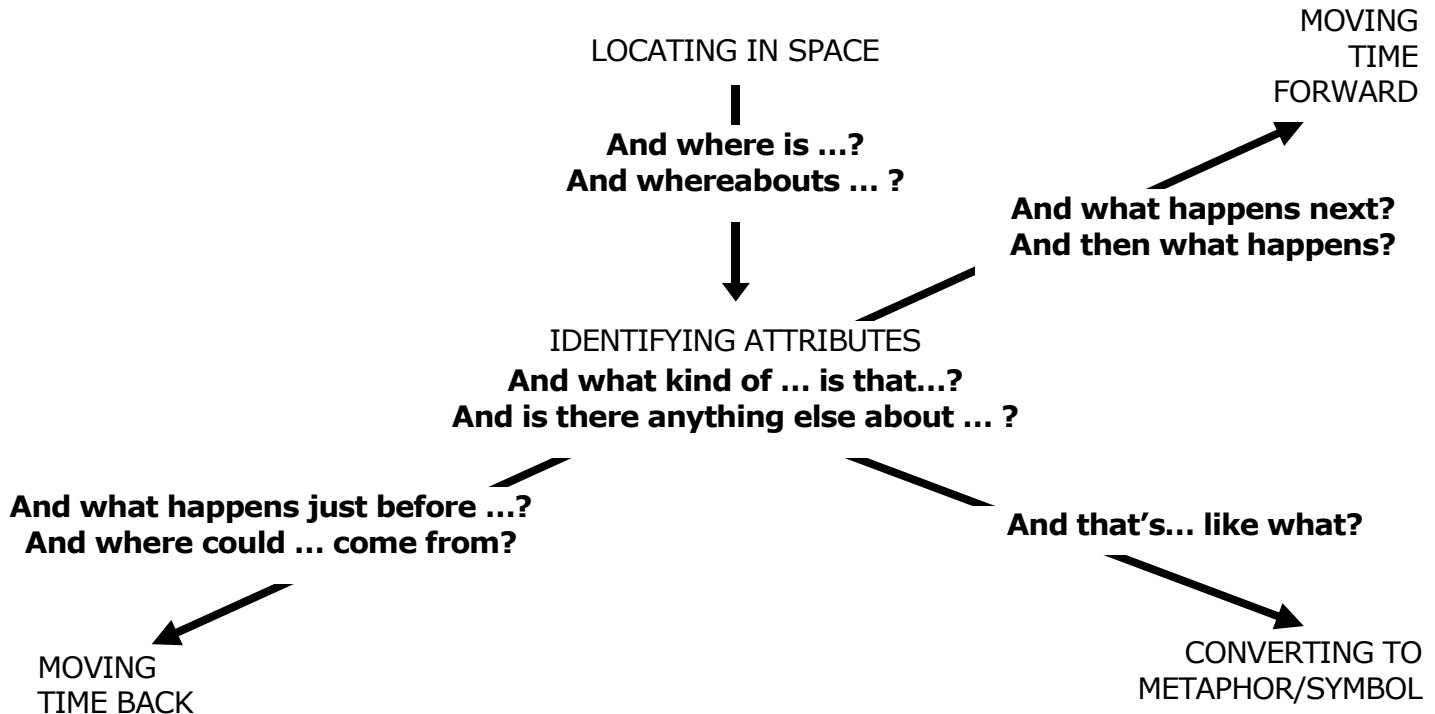 MOVING
TIME
FORWARD
LOCATING IN SPACE
And where is …?
And whereabouts … ?
And what happens next?
And then what happens?
IDENTIFYING ATTRIBUTES
And what kind of … is that…?
And is there anything else about … ?
And what happens just before …?
And where could … come from?
And that’s… like what?
MOVING
TIME BACK
CONVERTING TO
METAPHOR/SYMBOL